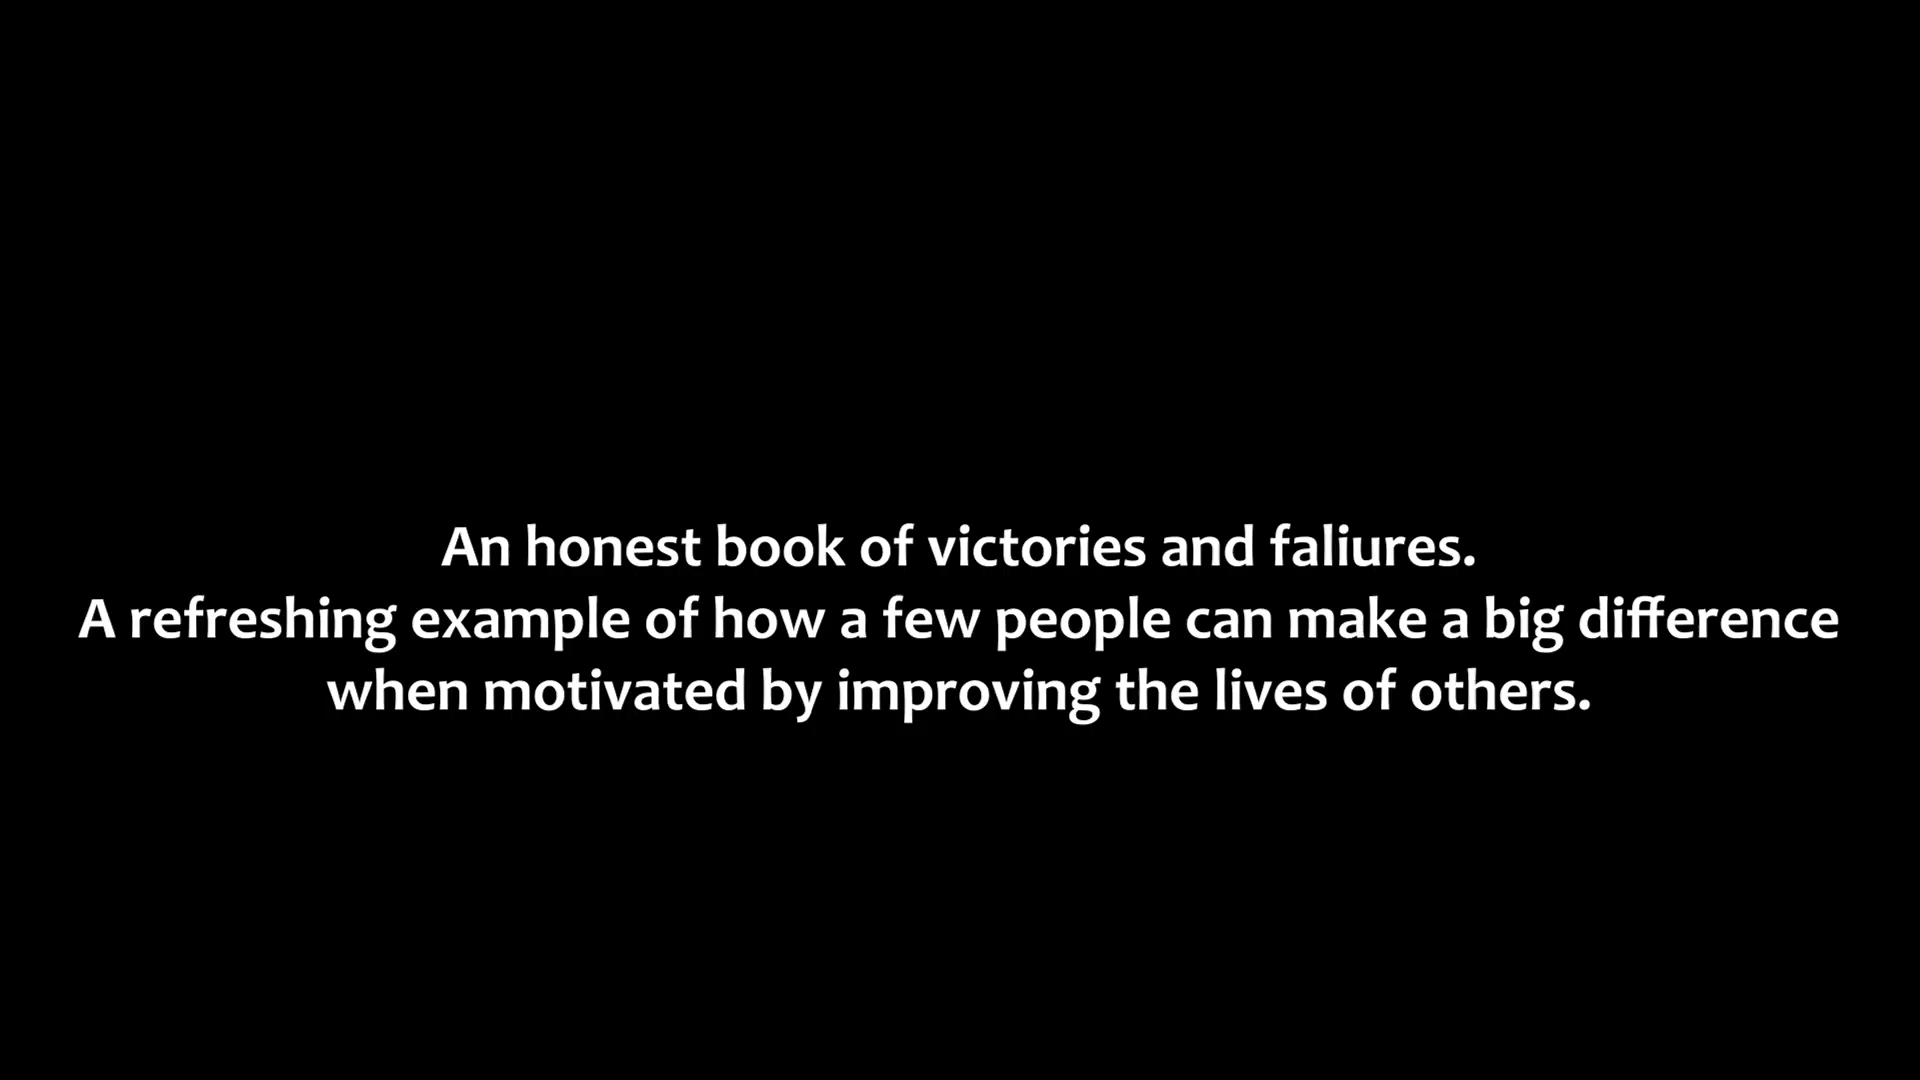 An honest book of victories and faliures.
A refreshing example of how a few people can make a big difference
when motivated by improving the lives of others.